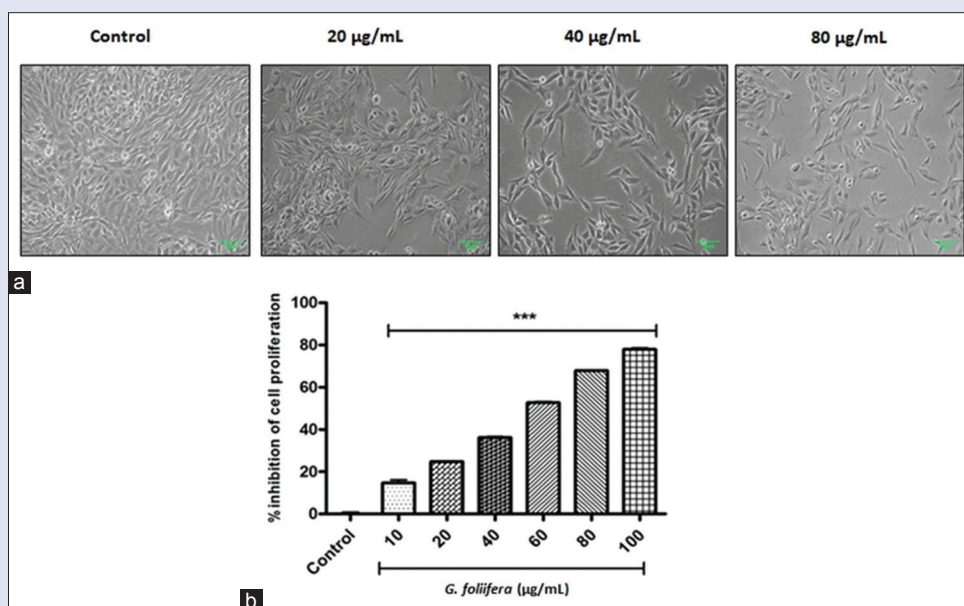 Control
20 µg/mL
40 µg/mL
80 µg/mL
a
% inhibition of cell proliferation
100
80
60
40
20
0
***
Control
10
20
40
60
80
100
G. foliifera (µg/mL)
b